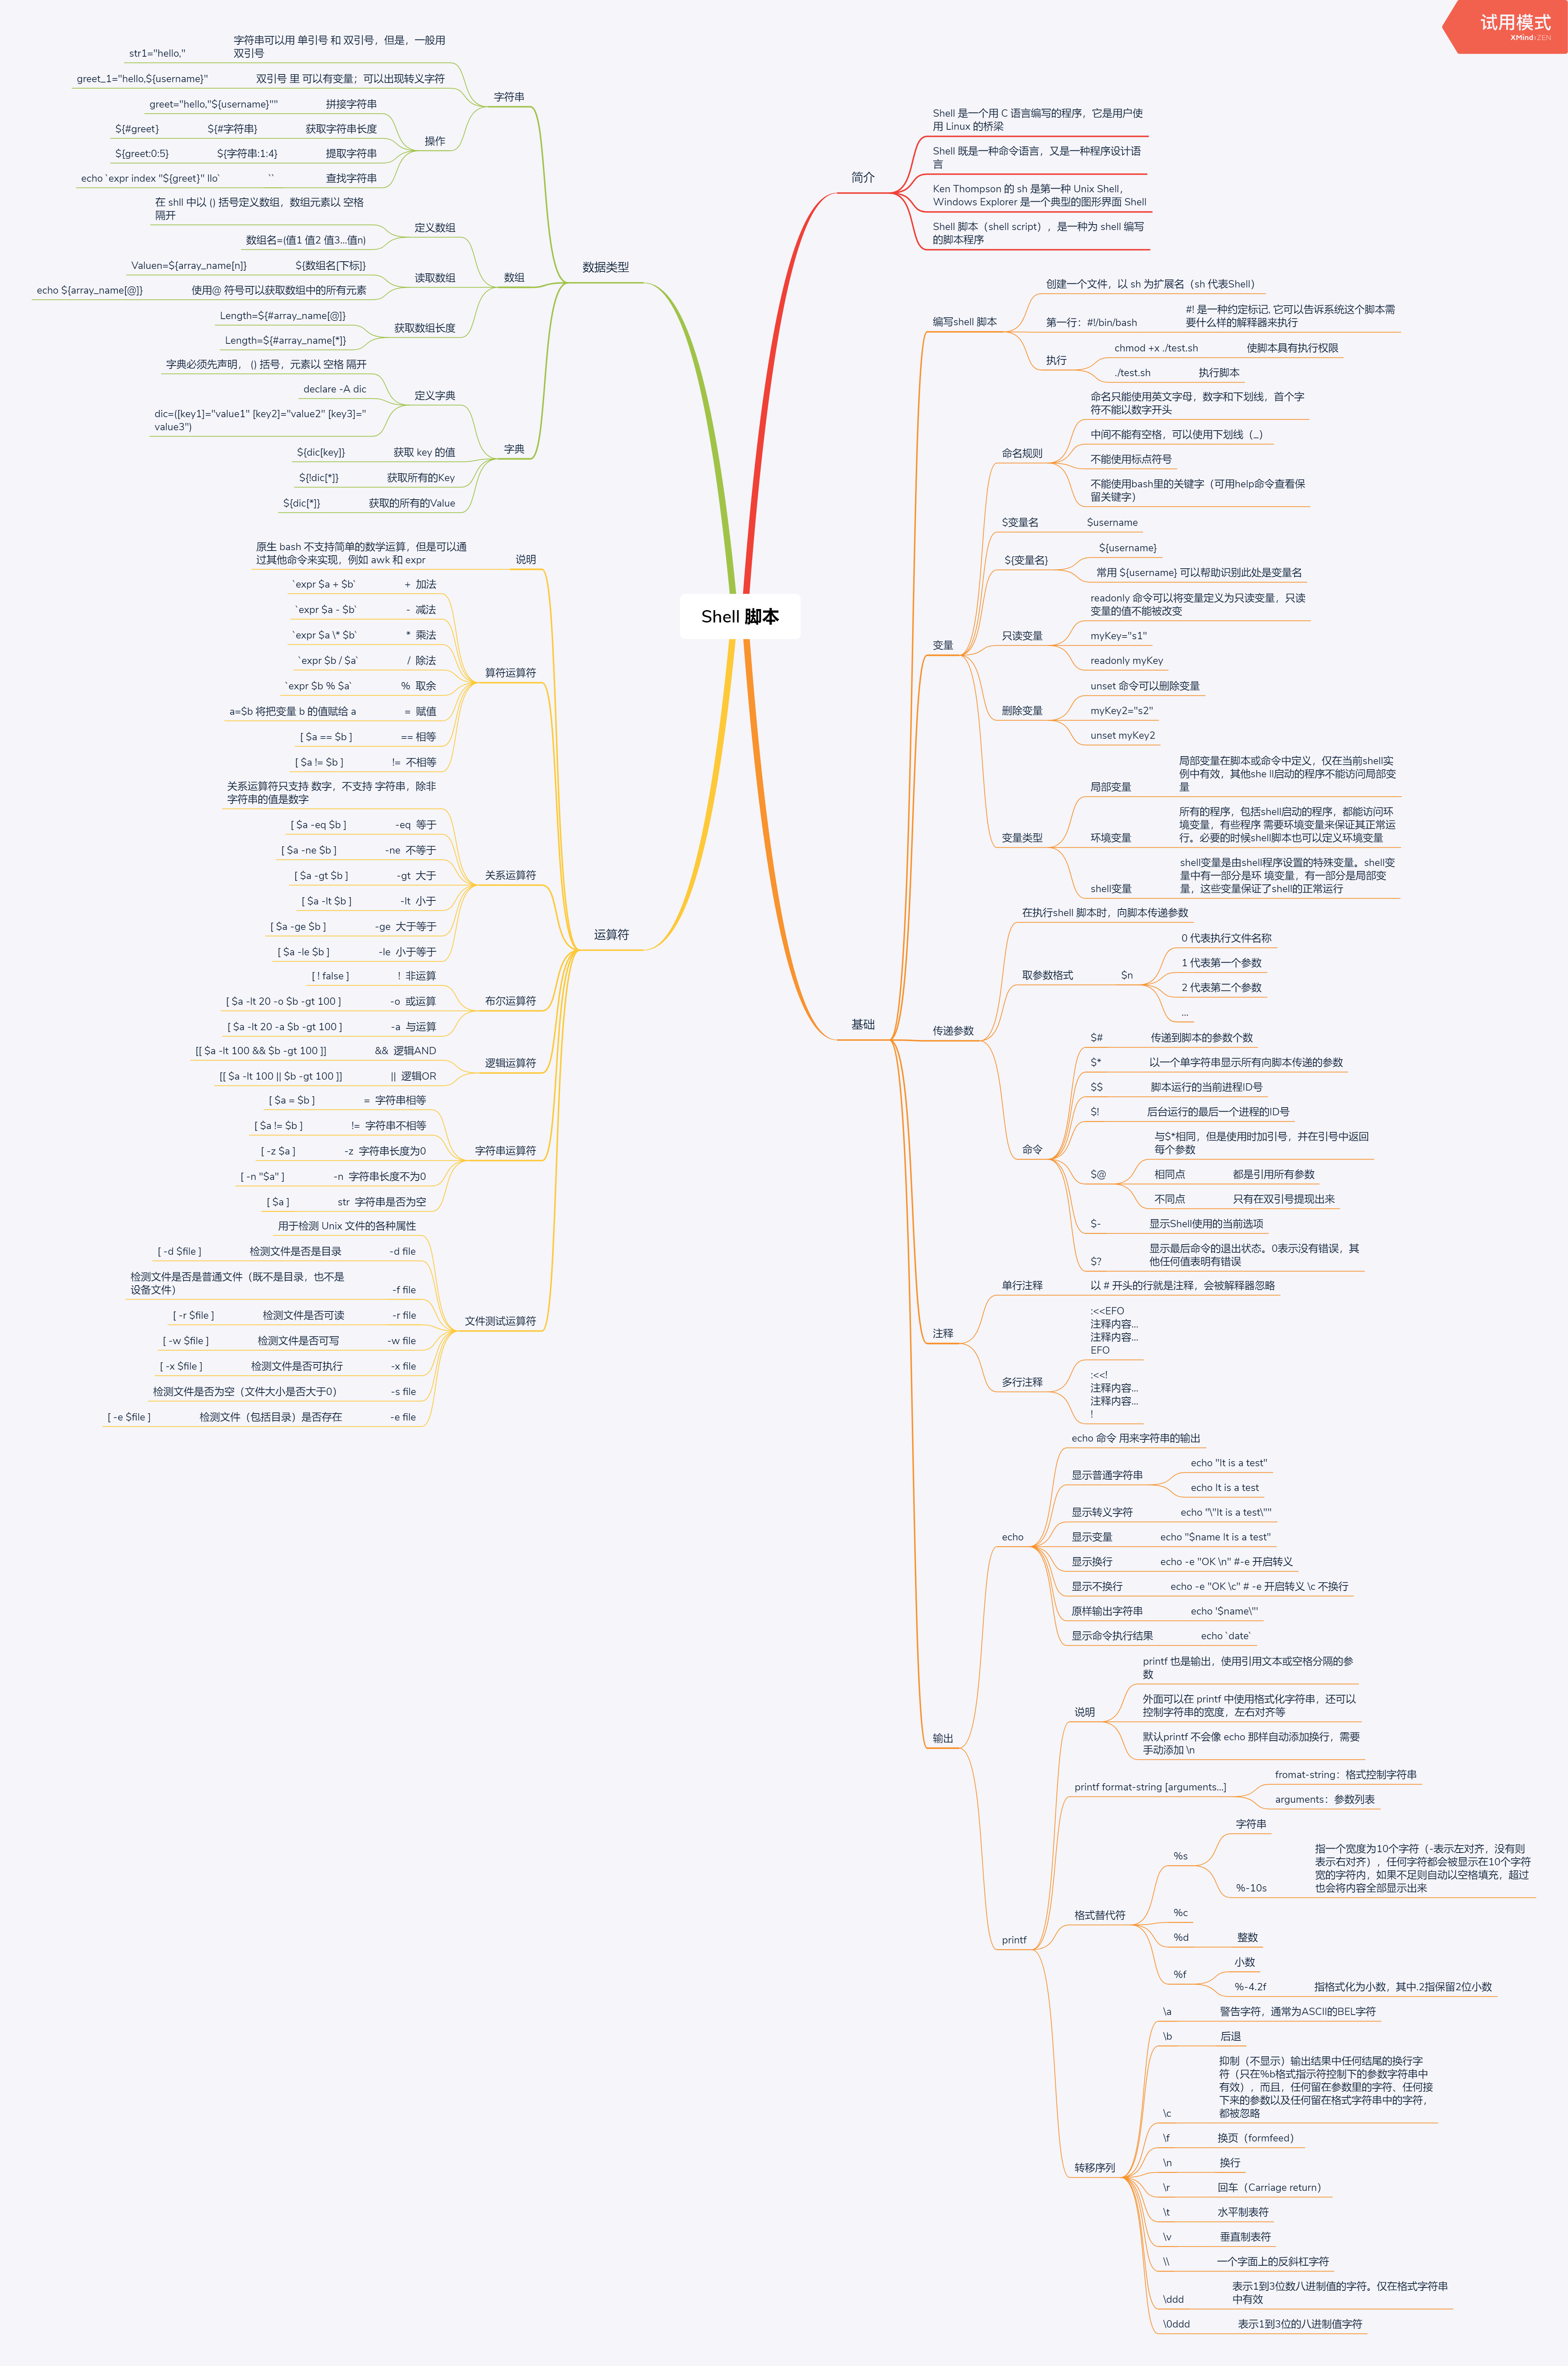 试用模式
XMind:ZEN
Shell 脚本
简介
Shell 是一个用 C 语言编写的程序，它是用户使
用 Linux 的桥梁
Shell 既是一种命令语言，又是一种程序设计语
言
Ken Thompson 的 sh 是第一种 Unix Shell，
Windows Explorer 是一个典型的图形界面 Shell
Shell 脚本（shell script），是一种为 shell 编写
的脚本程序
基础
编写shell 脚本
创建一个文件，以 sh 为扩展名（sh 代表Shell）
第一行：#!/bin/bash
#! 是一种约定标记, 它可以告诉系统这个脚本需
要什么样的解释器来执行
执行
chmod +x ./test.sh
使脚本具有执行权限
./test.sh
执行脚本
变量
命名规则
命名只能使用英文字母，数字和下划线，首个字
符不能以数字开头
中间不能有空格，可以使用下划线（_）
不能使用标点符号
不能使用bash里的关键字（可用help命令查看保
留关键字）
$变量名
$username
${变量名}
${username}
常用 ${username} 可以帮助识别此处是变量名
只读变量
readonly 命令可以将变量定义为只读变量，只读
变量的值不能被改变
myKey="s1"
readonly myKey
删除变量
unset 命令可以删除变量
myKey2="s2"
unset myKey2
变量类型
局部变量
局部变量在脚本或命令中定义，仅在当前shell实
例中有效，其他she ll启动的程序不能访问局部变
量
环境变量
所有的程序，包括shell启动的程序，都能访问环
境变量，有些程序 需要环境变量来保证其正常运
行。必要的时候shell脚本也可以定义环境变量
shell变量
shell变量是由shell程序设置的特殊变量。shell变
量中有一部分是环 境变量，有一部分是局部变
量，这些变量保证了shell的正常运行
传递参数
在执行shell 脚本时，向脚本传递参数
取参数格式
$n
0 代表执行文件名称
1 代表第一个参数
2 代表第二个参数
...
命令
$#
传递到脚本的参数个数
$*
以一个单字符串显示所有向脚本传递的参数
$$
脚本运行的当前进程ID号
$!
后台运行的最后一个进程的ID号
$@
与$*相同，但是使用时加引号，并在引号中返回
每个参数
相同点
都是引用所有参数
不同点
只有在双引号提现出来
$-
显示Shell使用的当前选项
$?
显示最后命令的退出状态。0表示没有错误，其
他任何值表明有错误
注释
单行注释
以 # 开头的行就是注释，会被解释器忽略
多行注释
:<<EFO
注释内容...
注释内容...
EFO
:<<!
注释内容...
注释内容...
!
输出
echo
echo 命令 用来字符串的输出
显示普通字符串
echo "It is a test"
echo It is a test
显示转义字符
echo "\"It is a test\""
显示变量
echo "$name It is a test"
显示换行
echo -e "OK \n" #-e 开启转义
显示不换行
echo -e "OK \c" # -e 开启转义 \c 不换行
原样输出字符串
echo '$name\"'
显示命令执行结果
echo `date`
printf
说明
printf 也是输出，使用引用文本或空格分隔的参
数
外面可以在 printf 中使用格式化字符串，还可以
控制字符串的宽度，左右对齐等
默认printf 不会像 echo 那样自动添加换行，需要
手动添加 \n
printf format-string [arguments...]
fromat-string：格式控制字符串
arguments：参数列表
格式替代符
%s
字符串
%-10s
指一个宽度为10个字符（-表示左对齐，没有则
表示右对齐），任何字符都会被显示在10个字符
宽的字符内，如果不足则自动以空格填充，超过
也会将内容全部显示出来
%c
%d
整数
%f
小数
%-4.2f
指格式化为小数，其中.2指保留2位小数
转移序列
\a
警告字符，通常为ASCII的BEL字符
\b
后退
\c
抑制（不显示）输出结果中任何结尾的换行字
符（只在%b格式指示符控制下的参数字符串中
有效），而且，任何留在参数里的字符、任何接
下来的参数以及任何留在格式字符串中的字符，
都被忽略
\f
换页（formfeed）
\n
换行
\r
回车（Carriage return）
\t
水平制表符
\v
垂直制表符
\\
一个字面上的反斜杠字符
\ddd
表示1到3位数八进制值的字符。仅在格式字符串
中有效
\0ddd
表示1到3位的八进制值字符
数据类型
字符串
字符串可以用 单引号 和 双引号，但是，一般用
双引号
str1="hello,"
双引号 里 可以有变量；可以出现转义字符
greet_1="hello,${username}"
操作
拼接字符串
greet="hello,"${username}""
获取字符串长度
${#字符串}
${#greet}
提取字符串
${字符串:1:4}
${greet:0:5}
查找字符串
``
echo `expr index "${greet}" llo`
数组
定义数组
在 shll 中以 () 括号定义数组，数组元素以 空格
隔开
数组名=(值1 值2 值3...值n)
读取数组
${数组名[下标]}
Valuen=${array_name[n]}
使用@ 符号可以获取数组中的所有元素
echo ${array_name[@]}
获取数组长度
Length=${#array_name[@]}
Length=${#array_name[*]}
字典
定义字典
字典必须先声明， () 括号，元素以 空格 隔开
declare -A dic
dic=([key1]="value1" [key2]="value2" [key3]="
value3")
获取 key 的值
${dic[key]}
获取所有的Key
${!dic[*]}
获取的所有的Value
${dic[*]}
运算符
说明
原生 bash 不支持简单的数学运算，但是可以通
过其他命令来实现，例如 awk 和 expr
算符运算符
+ 加法
`expr $a + $b`
- 减法
`expr $a - $b`
* 乘法
`expr $a \* $b`
/ 除法
`expr $b / $a`
% 取余
`expr $b % $a`
= 赋值
a=$b 将把变量 b 的值赋给 a
== 相等
[ $a == $b ]
!= 不相等
[ $a != $b ]
关系运算符
关系运算符只支持 数字，不支持 字符串，除非
字符串的值是数字
-eq 等于
[ $a -eq $b ]
-ne 不等于
[ $a -ne $b ]
-gt 大于
[ $a -gt $b ]
-lt 小于
[ $a -lt $b ]
-ge 大于等于
[ $a -ge $b ]
-le 小于等于
[ $a -le $b ]
布尔运算符
! 非运算
[ ! false ]
-o 或运算
[ $a -lt 20 -o $b -gt 100 ]
-a 与运算
[ $a -lt 20 -a $b -gt 100 ]
逻辑运算符
&& 逻辑AND
[[ $a -lt 100 && $b -gt 100 ]]
|| 逻辑OR
[[ $a -lt 100 || $b -gt 100 ]]
字符串运算符
= 字符串相等
[ $a = $b ]
!= 字符串不相等
[ $a != $b ]
-z 字符串长度为0
[ -z $a ]
-n 字符串长度不为0
[ -n "$a" ]
str 字符串是否为空
[ $a ]
文件测试运算符
用于检测 Unix 文件的各种属性
-d file
检测文件是否是目录
[ -d $file ]
-f file
检测文件是否是普通文件（既不是目录，也不是
设备文件）
-r file
检测文件是否可读
[ -r $file ]
-w file
检测文件是否可写
[ -w $file ]
-x file
检测文件是否可执行
[ -x $file ]
-s file
检测文件是否为空（文件大小是否大于0）
-e file
检测文件（包括目录）是否存在
[ -e $file ]